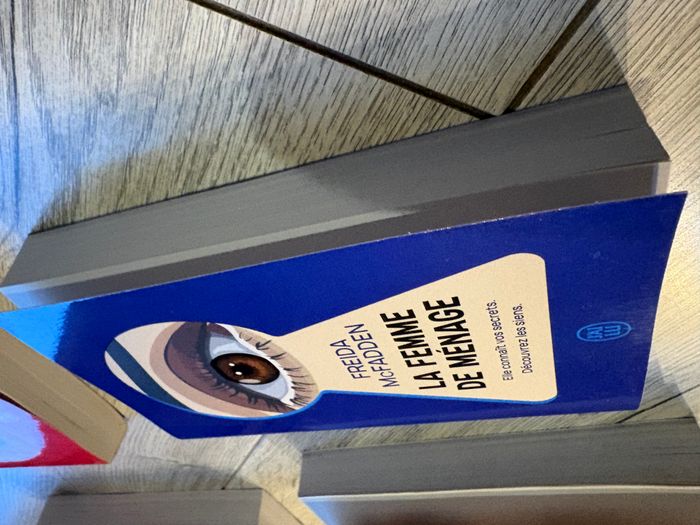 FREIDA
McFADDEN
LA FEMME
DE MÉNAGE
Elle connaît vos secrets.
Découvrez les siens.
J'AI
LU